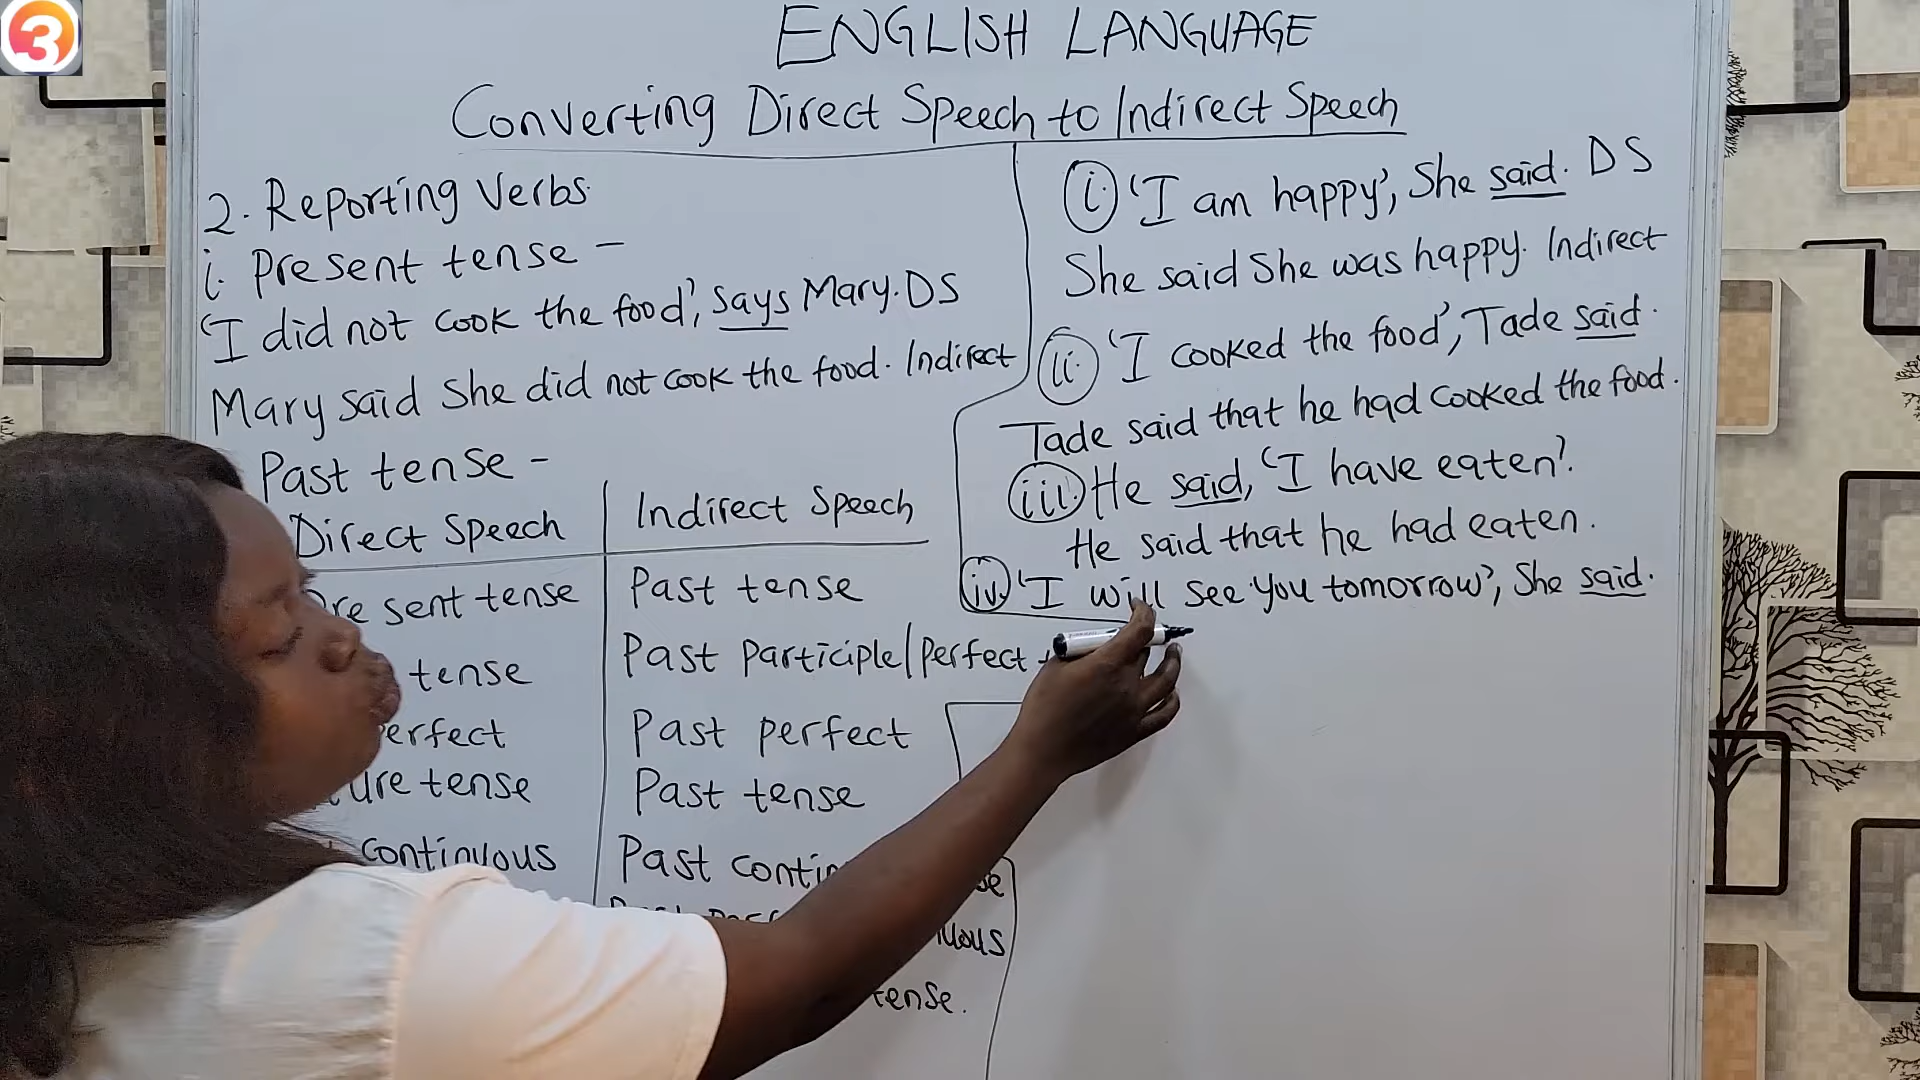 3
ENGLISH LANGUAGE
Converting Direct Speech to Indirect Speech
2. Reporting Verbs
i. Present tense -
'I did not cook the food', says Mary. DS
Mary said She did not cook the food. Indirect
Past tense -
Direct Speech
Indirect Speech
tense
Past tense
tense
Past participle/perfect
Past perfect
tense
Past tense
continuous
Past
tense.
i. 'I am happy', She said. DS
She said She was happy. Indirect
ii. 'I cooked the food', Tade said.
Tade said that he had cooked the food.
iii. He said, 'I have eaten'.
He said that he had eaten.
iv. 'I will see you tomorrow', She said.